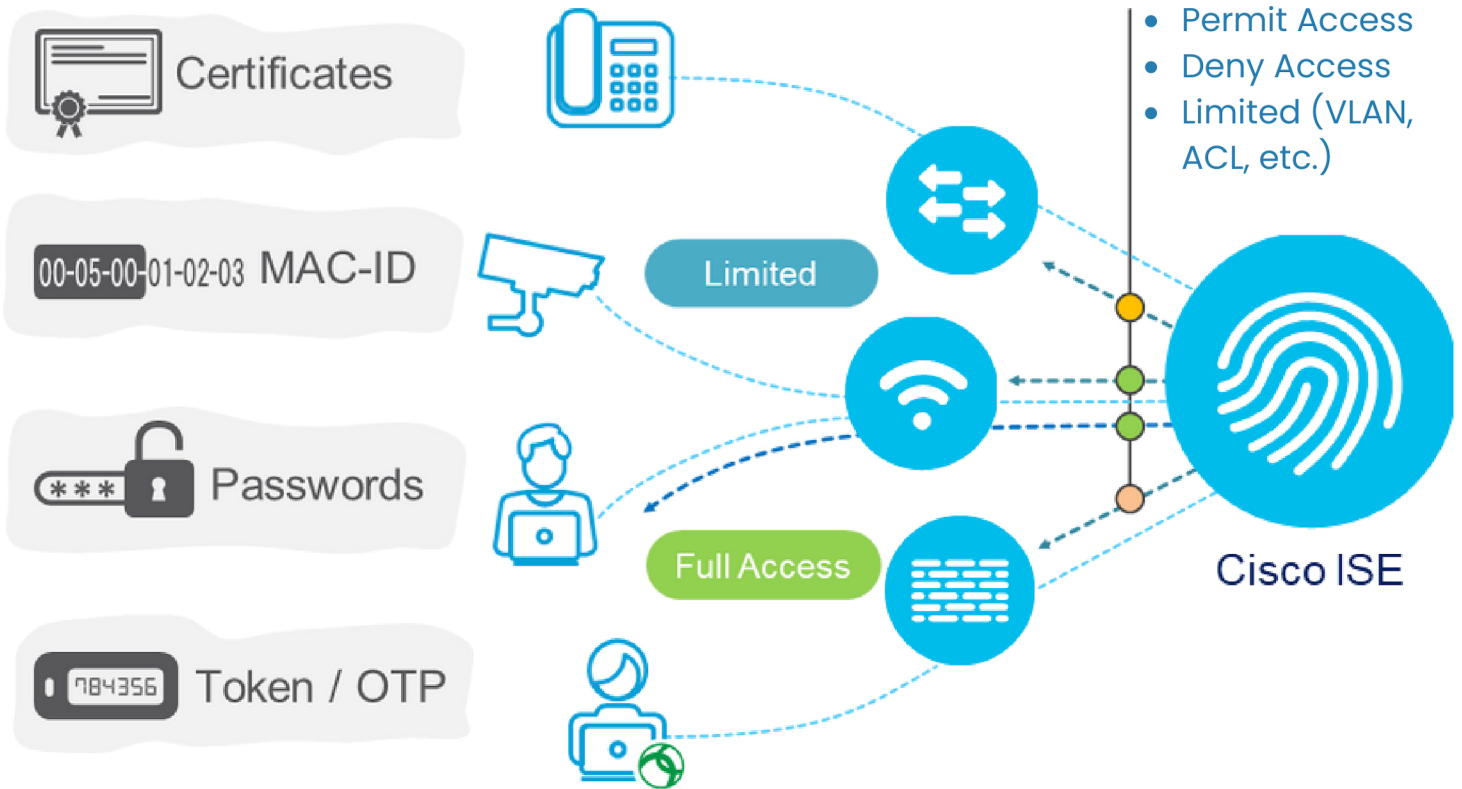 Certificates
00-05-00-01-02-03 MAC-ID
*** Passwords
784356 Token / OTP
Limited
Full Access
• Permit Access
• Deny Access
• Limited (VLAN,
ACL, etc.)
Cisco ISE